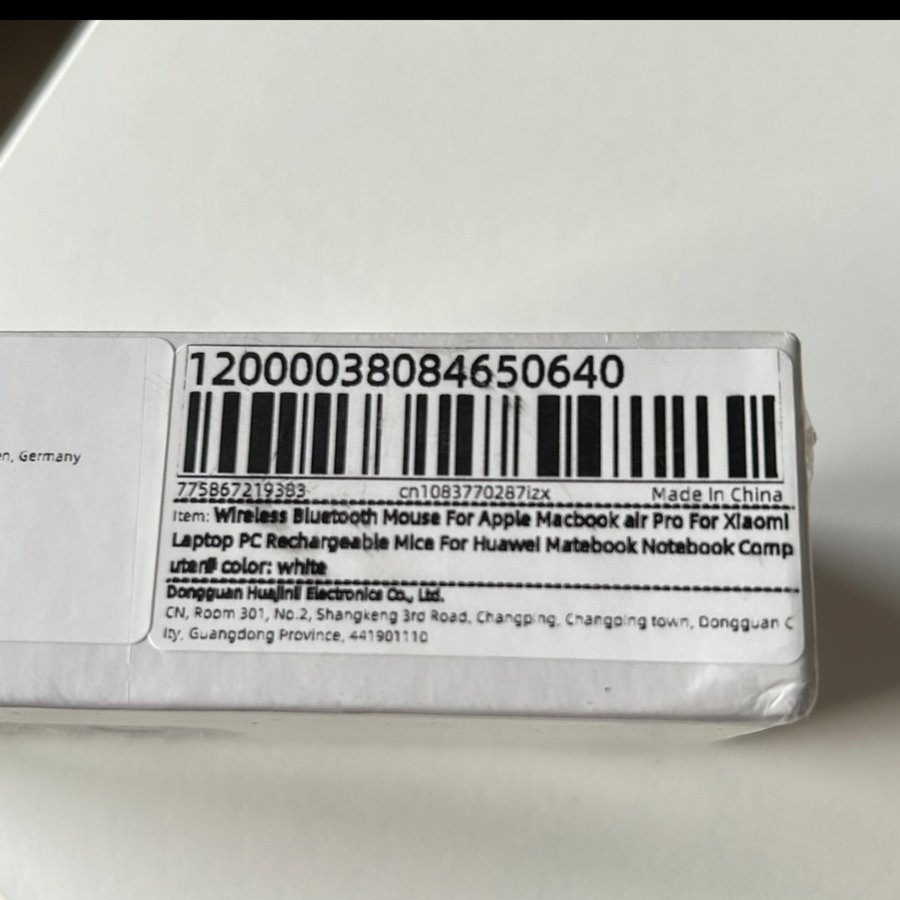 12000038084650640
775867219383 cn1083770287izx Made In China
Item: Wireless Bluetooth Mouse For Apple Macbook air Pro For Xiaomi
Laptop PC Rechargeable Mice For Huawei Matebook Notebook Comp
uter# color: white
Dongguan Huajinli Electronics Co., Ltd.
CN, Room 301, No.2, Shangkeng 3rd Road, Changping, Changping town, Dongguan C
ity, Guangdong Province, 441901110
en, Germany